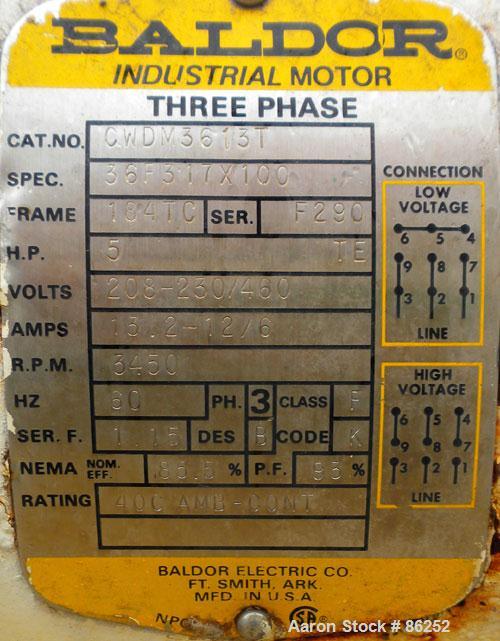 BALDOR®
INDUSTRIAL MOTOR
THREE PHASE
CAT.NO. CWDM3613T
SPEC. 36F317X100
FRAME 184TC SER. F290
H.P. 5 TE
VOLTS 208-230/460
AMPS 13.2-12/6
R.P.M. 3450
HZ 60 PH. 3 CLASS F
SER. F. 1.15 DES B CODE K
NEMA NOM. EFF. 85.5 % P.F. 95 %
RATING 40C AMB-CONT
CONNECTION
LOW VOLTAGE
6 5 4
9 8 7
3 2 1
LINE
HIGH VOLTAGE
6 5 4
9 8 7
3 2 1
LINE
BALDOR ELECTRIC CO.
FT. SMITH, ARK.
MFD. IN U.S.A.
Aaron Stock # 86252